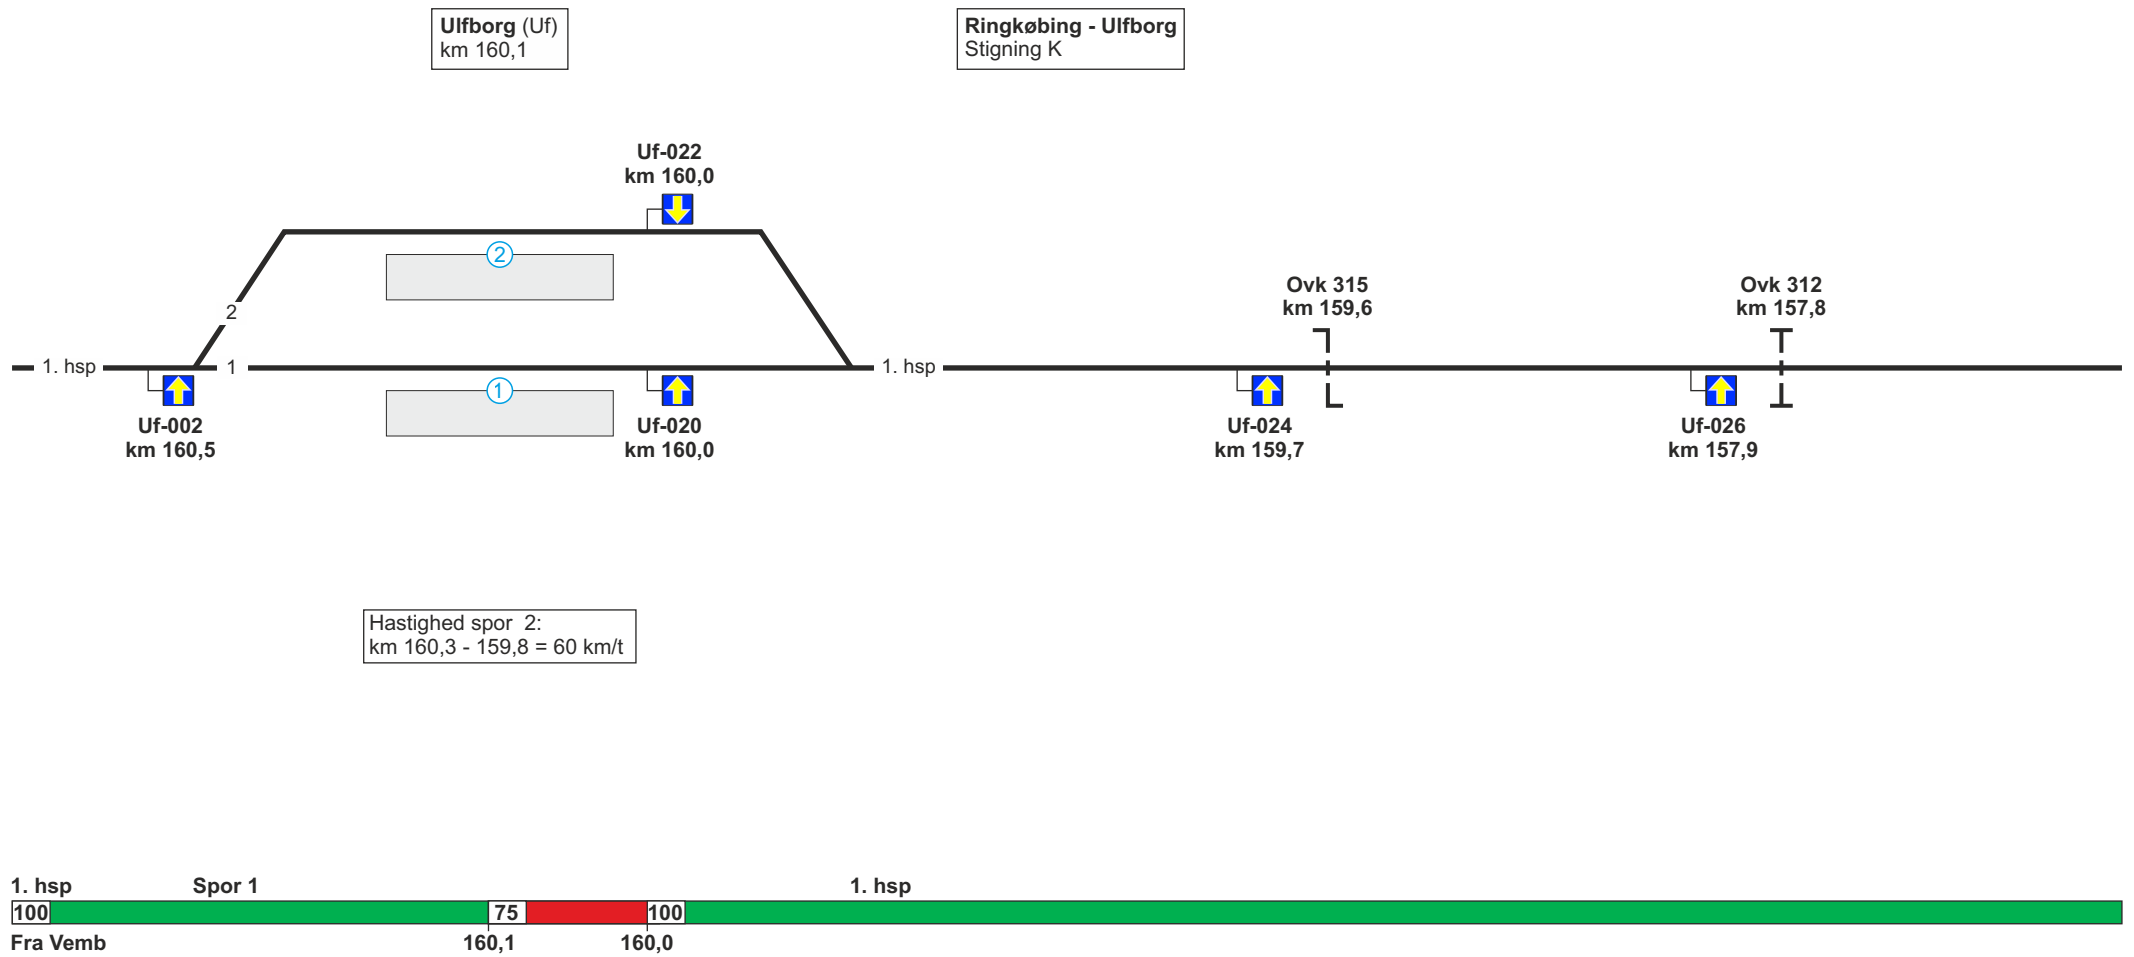 Ulfborg (Uf)
km 160,1
Ringkøbing - Ulfborg
Stigning K
Uf-022
km 160,0
2
Ovk 315
km 159,6
Ovk 312
km 157,8
2
1. hsp
1
1. hsp
1
Uf-002
km 160,5
Uf-020
km 160,0
Uf-024
km 159,7
Uf-026
km 157,9
Hastighed spor 2:
km 160,3 - 159,8 = 60 km/t
1. hsp
Spor 1
1. hsp
100
75
100
Fra Vemb
160,1
160,0